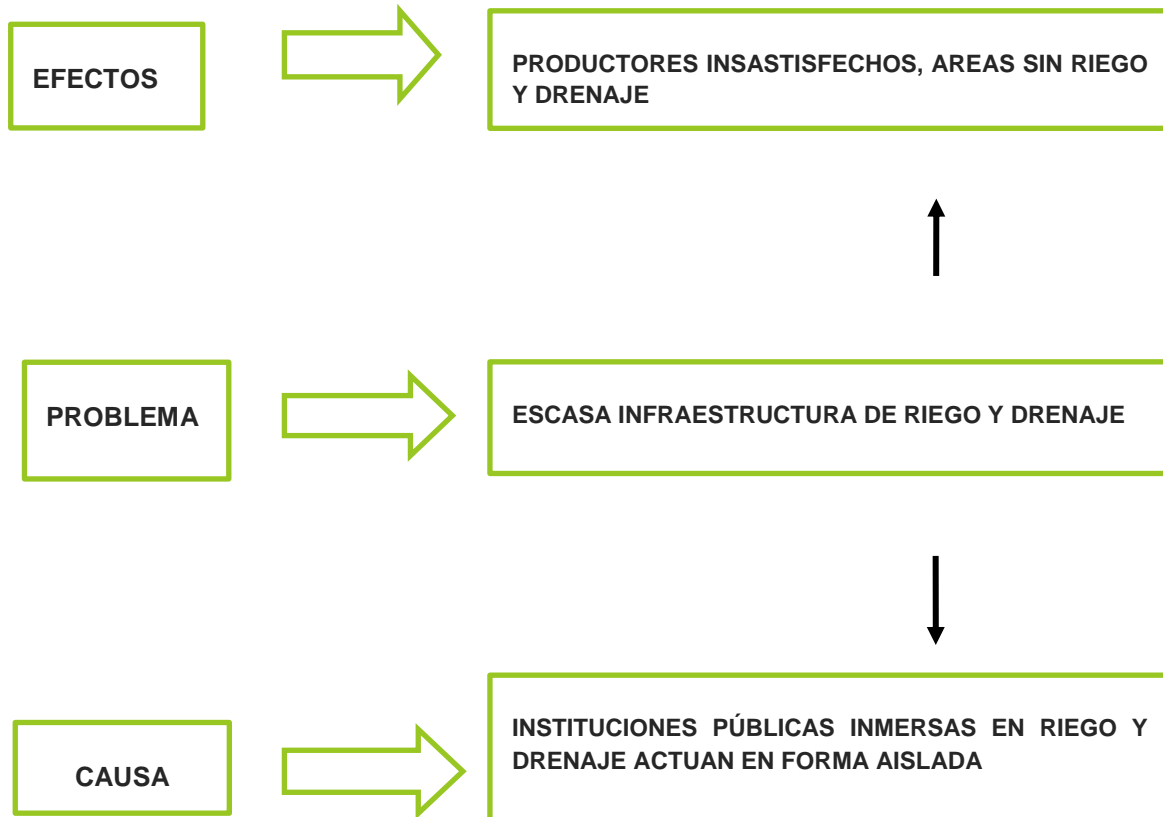 EFECTOS
PRODUCTORES INSASTISFECHOS, AREAS SIN RIEGO
Y DRENAJE
PROBLEMA
ESCASA INFRAESTRUCTURA DE RIEGO Y DRENAJE
CAUSA
INSTITUCIONES PÚBLICAS INMERSAS EN RIEGO Y
DRENAJE ACTUAN EN FORMA AISLADA